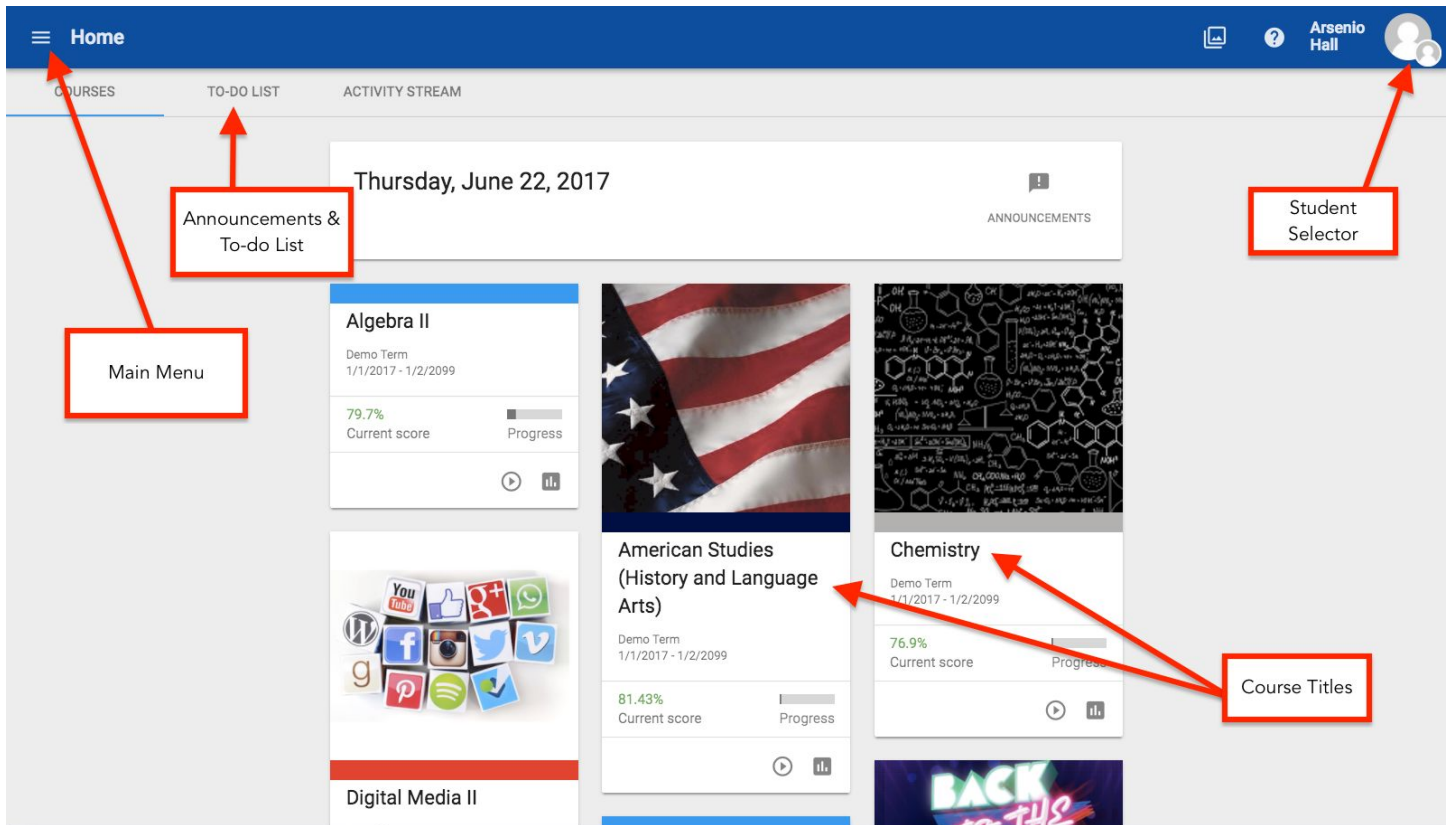 Home
Arsenio
Hall
COURSES
TO-DO LIST
ACTIVITY STREAM
Thursday, June 22, 2017
ANNOUNCEMENTS
Announcements &
To-do List
Student
Selector
Main Menu
Algebra II
Demo Term
1/1/2017 - 1/2/2099
79.7%
Current score
Progress
American Studies
(History and Language
Arts)
Demo Term
1/1/2017 - 1/2/2099
81.43%
Current score
Progress
Chemistry
Demo Term
1/1/2017 - 1/2/2099
76.9%
Current score
Progress
Course Titles
You
Tube
g+
Digital Media II
BACK
TO THE